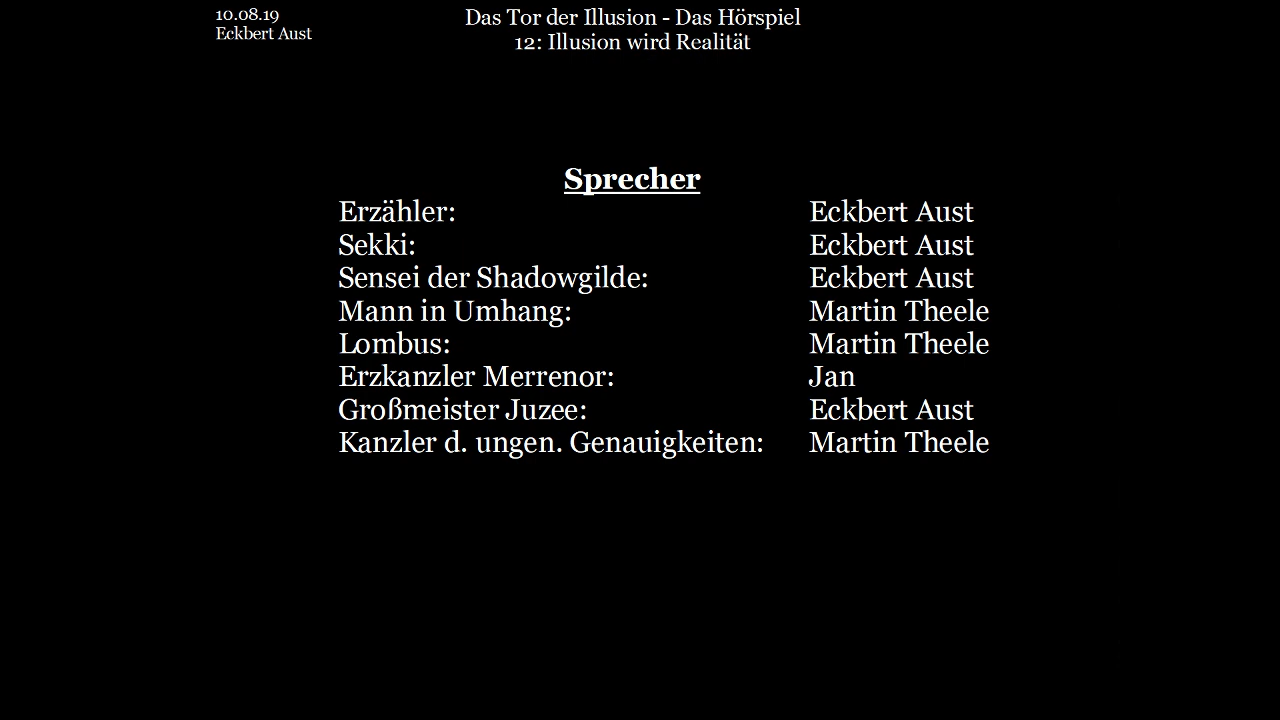 10.08.19
Eckbert Aust
Das Tor der Illusion - Das Hörspiel
12: Illusion wird Realität
Sprecher
Erzähler: Eckbert Aust
Sekki: Eckbert Aust
Sensei der Shadowgilde: Eckbert Aust
Mann in Umhang: Martin Theele
Lombus: Martin Theele
Erzkanzler Merrenor: Jan
Großmeister Juzee: Eckbert Aust
Kanzler d. ungen. Genauigkeiten: Martin Theele